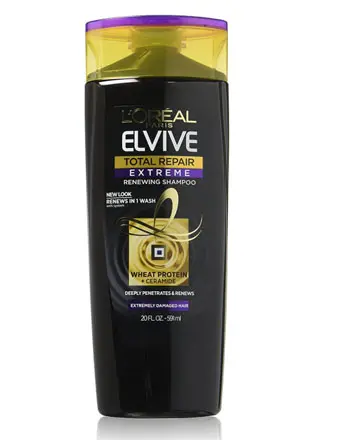 L'ORÉAL
PARIS
ELVIVE
TOTAL REPAIR
EXTREME
RENEWING SHAMPOO
NEW LOOK
RENEWS IN 1 WASH
WHEAT PROTEIN
+ CERAMIDE
DEEPLY PENETRATES & RENEWS
EXTREMELY DAMAGED HAIR
20 FL. OZ. - 591 ml